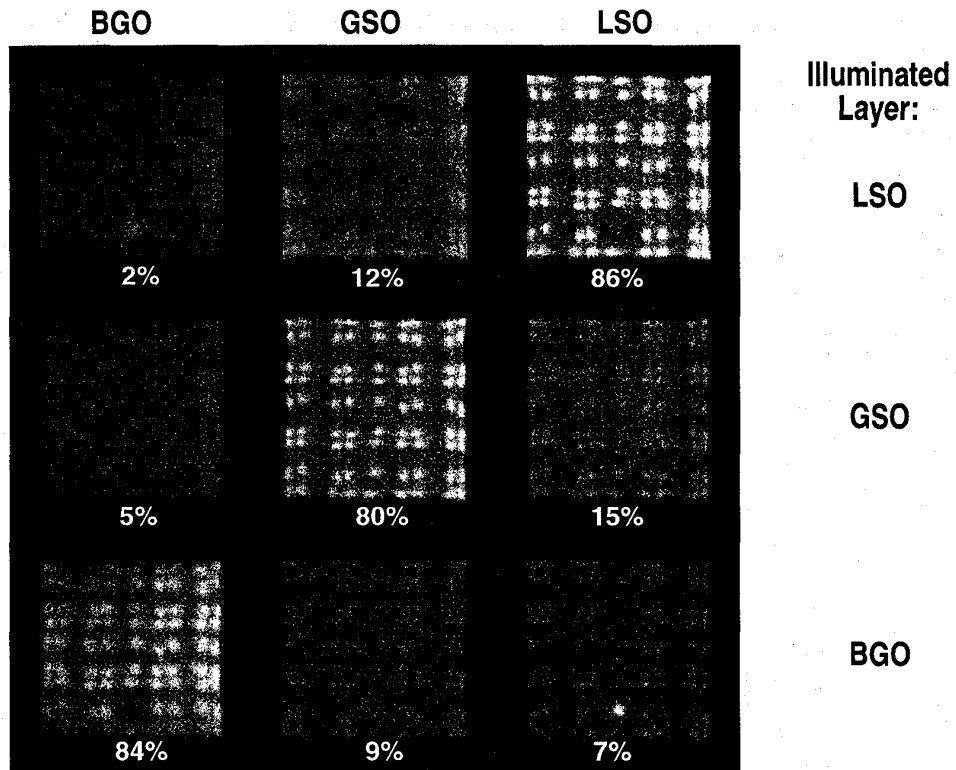 BGO GSO LSO
Illuminated
Layer:
LSO
2% 12% 86%
GSO
5% 80% 15%
BGO
84% 9% 7%